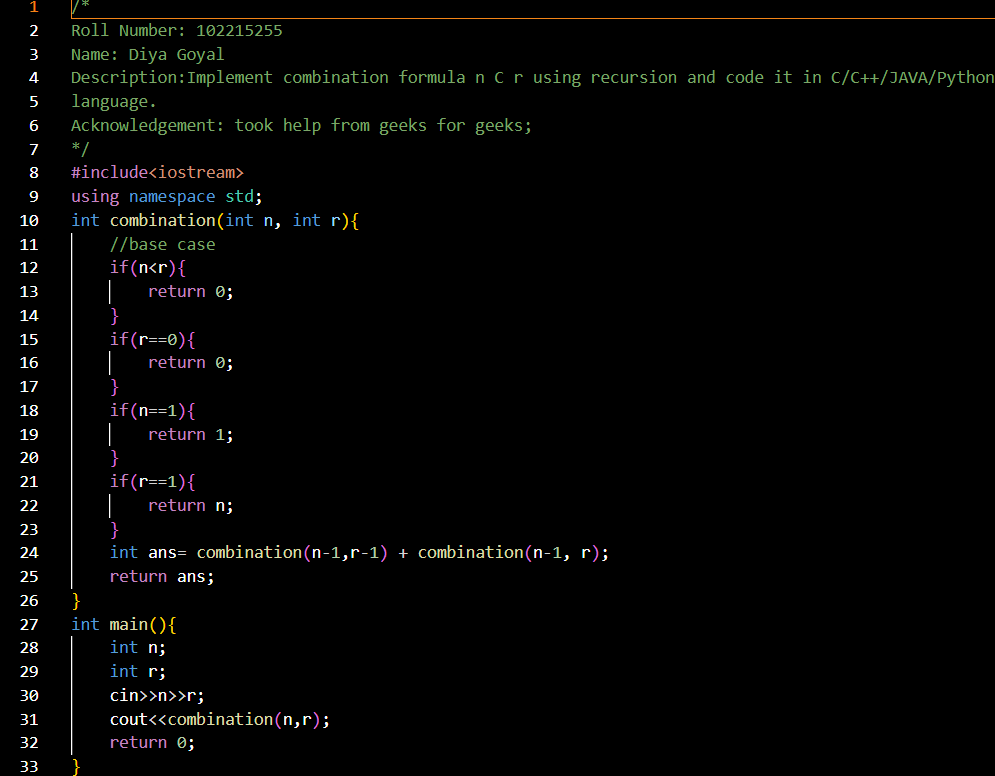 1 /*
2 Roll Number: 102215255
3 Name: Diya Goyal
4 Description:Implement combination formula n C r using recursion and code it in C/C++/JAVA/Python
5 language.
6 Acknowledgement: took help from geeks for geeks;
7 */
8 #include<iostream>
9 using namespace std;
10 int combination(int n, int r){
11     //base case
12     if(n<r){
13         return 0;
14     }
15     if(r==0){
16         return 0;
17     }
18     if(n==1){
19         return 1;
20     }
21     if(r==1){
22         return n;
23     }
24     int ans= combination(n-1,r-1) + combination(n-1, r);
25     return ans;
26 }
27 int main(){
28     int n;
29     int r;
30     cin>>n>>r;
31     cout<<combination(n,r);
32     return 0;
33 }